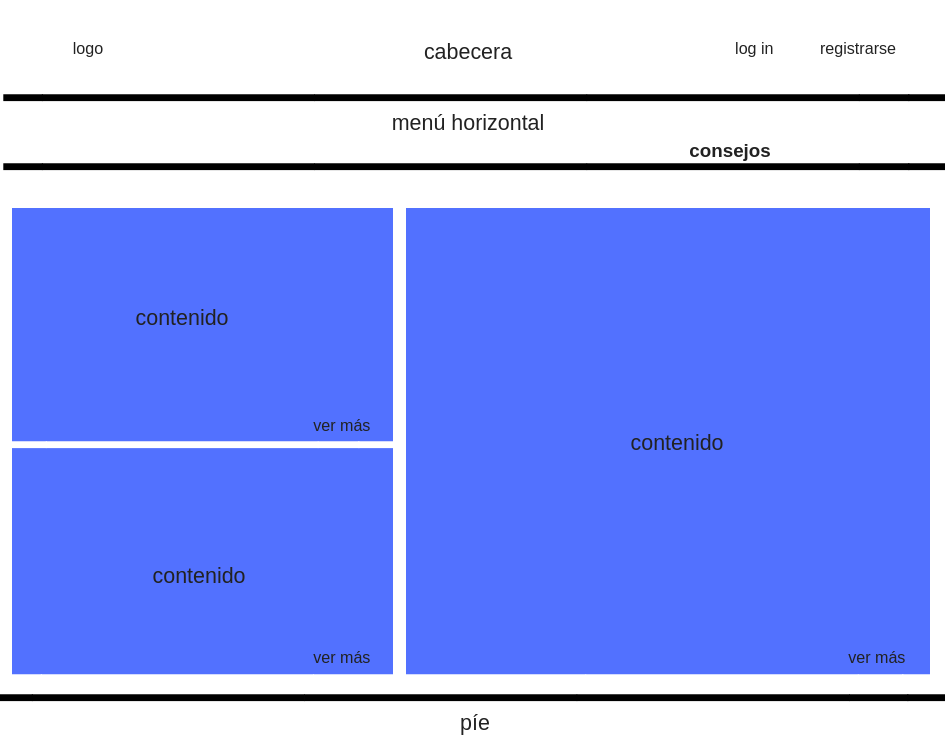 logo
cabecera
log in
registrarse
menú horizontal
consejos
contenido
ver más
contenido
ver más
contenido
ver más
píe